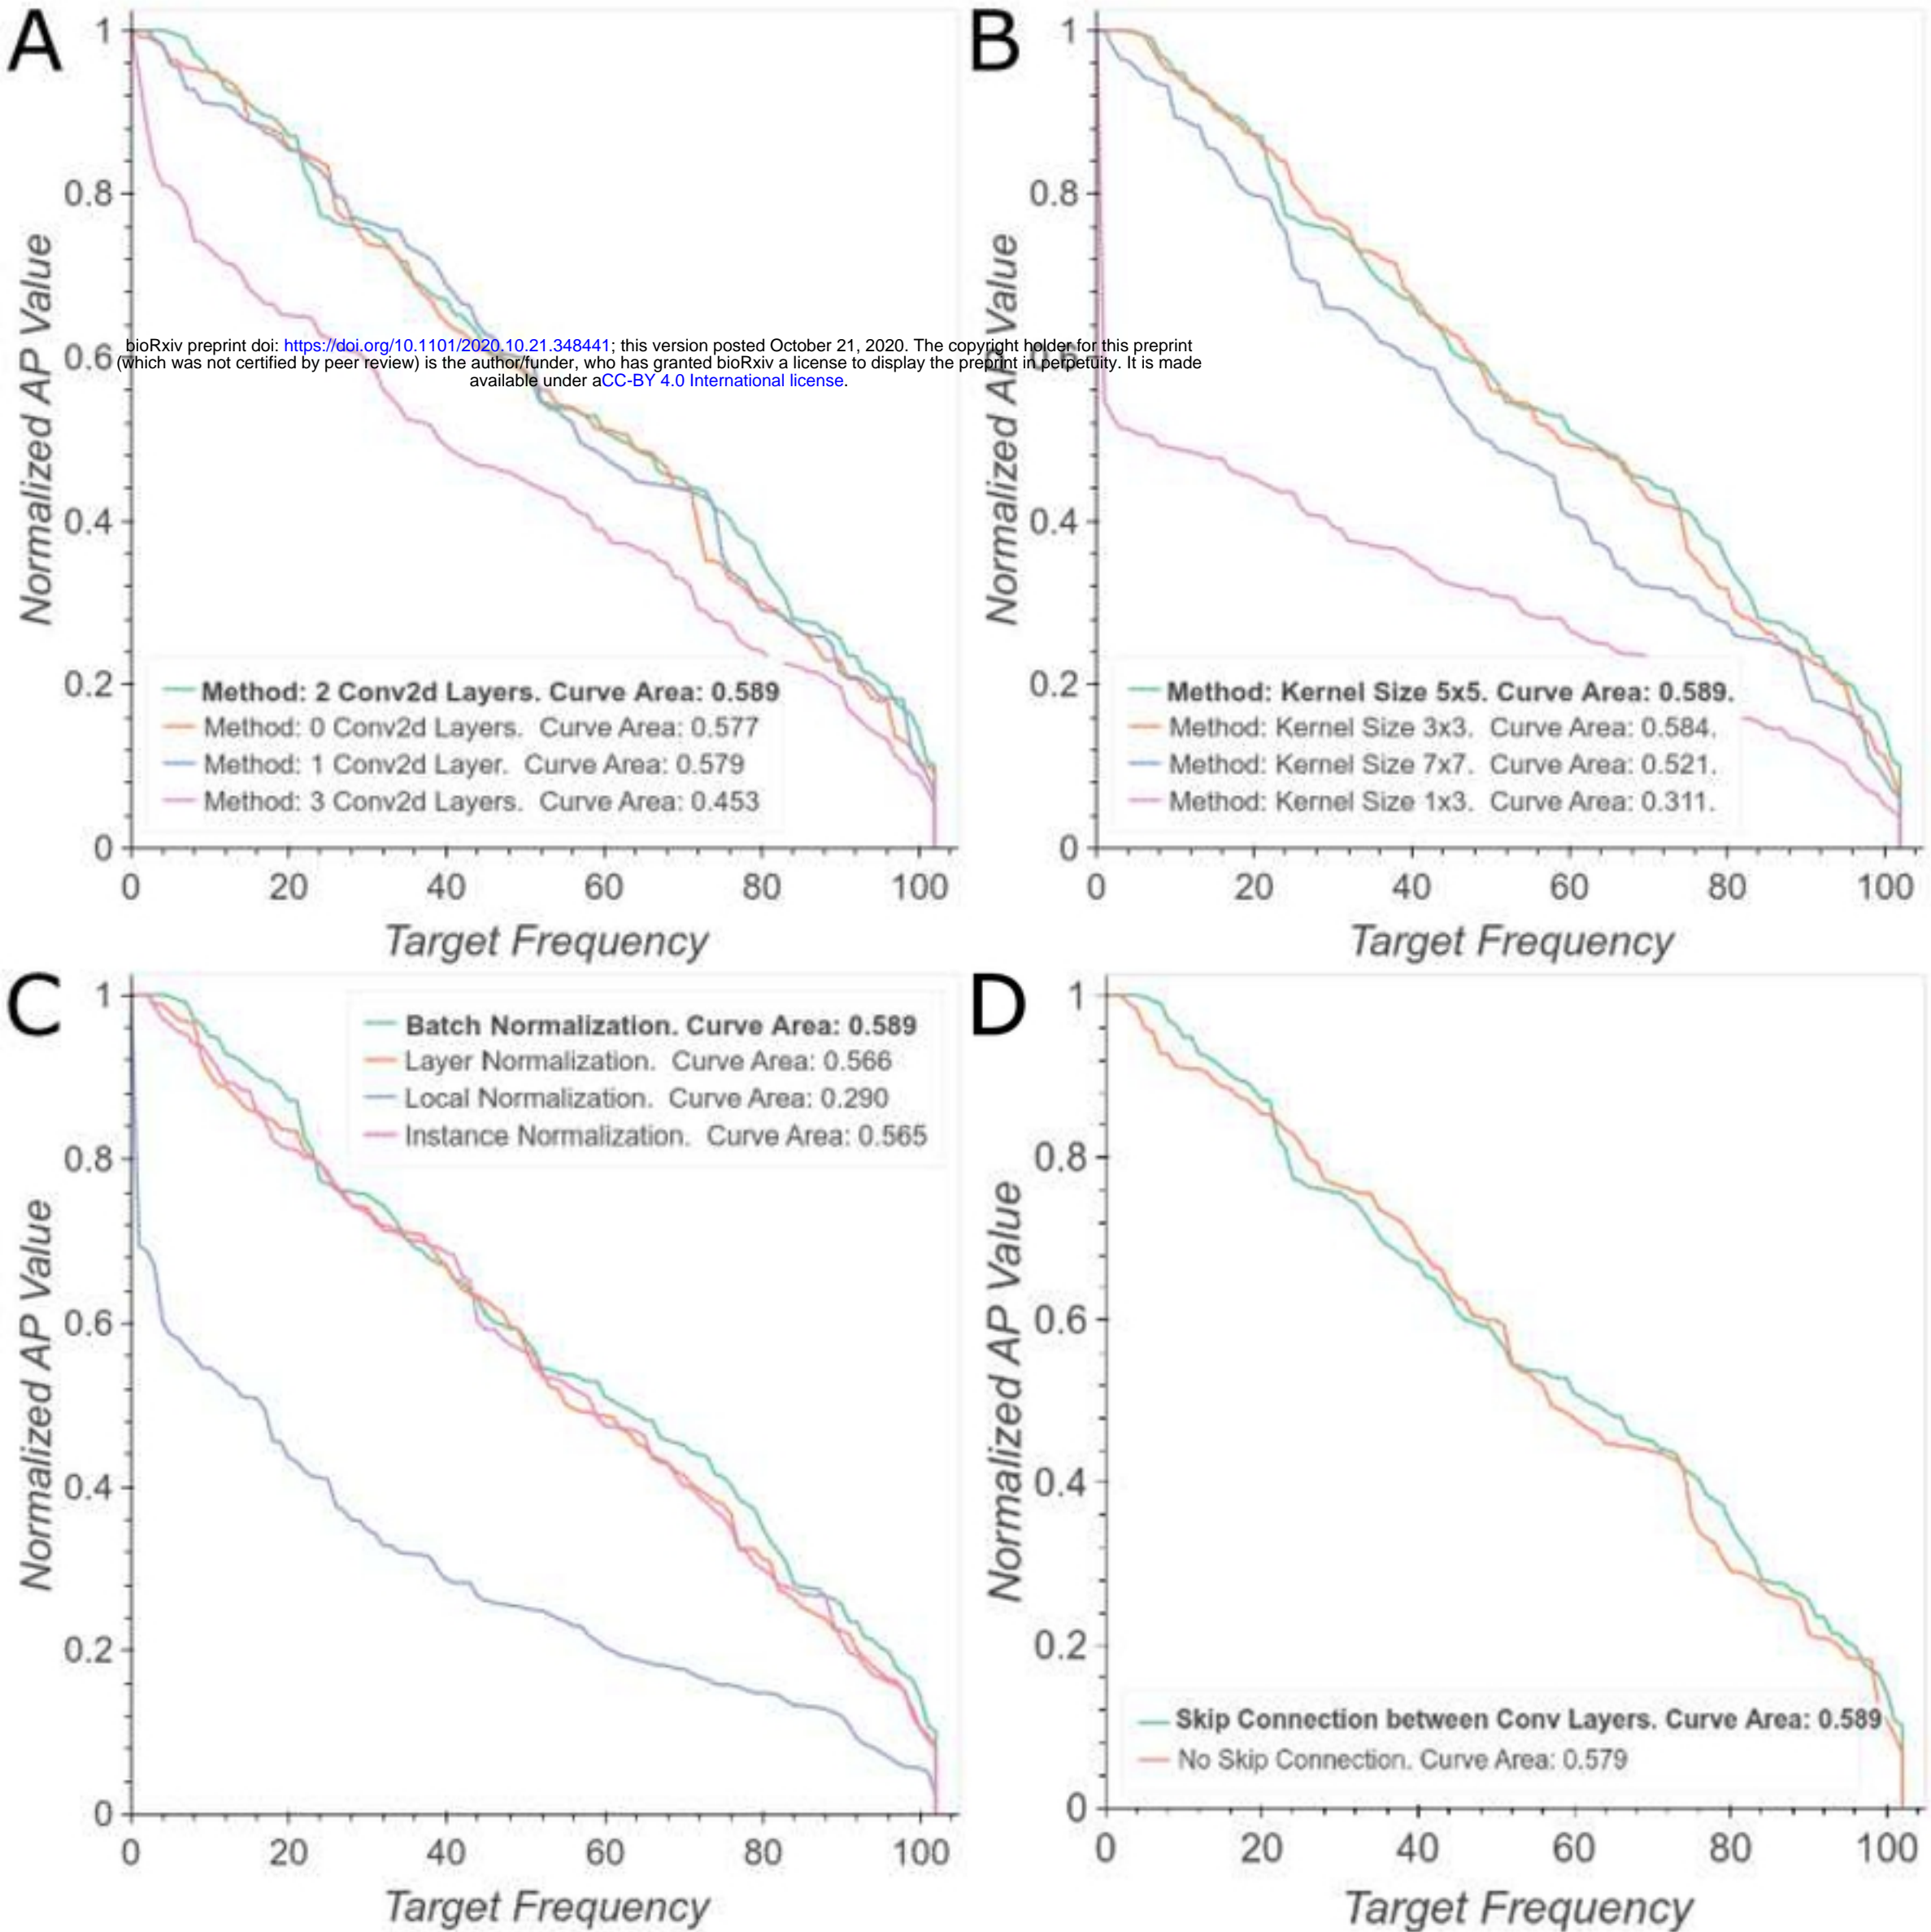 A
1
0.8
0.6
0.4
0.2
0
Normalized AP Value
Method: 2 Conv2d Layers. Curve Area: 0.589
Method: 0 Conv2d Layers. Curve Area: 0.577
Method: 1 Conv2d Layer. Curve Area: 0.579
Method: 3 Conv2d Layers. Curve Area: 0.453
0 20 40 60 80 100
Target Frequency
bioRxiv preprint doi: https://doi.org/10.1101/2020.10.21.348441; this version posted October 21, 2020. The copyright holder for this preprint
(which was not certified by peer review) is the author/funder, who has granted bioRxiv a license to display the preprint in perpetuity. It is made
available under aCC-BY 4.0 International license.
B
1
0.8
0.6
0.4
0.2
0
Normalized AP Value
Method: Kernel Size 5x5. Curve Area: 0.589.
Method: Kernel Size 3x3. Curve Area: 0.584.
Method: Kernel Size 7x7. Curve Area: 0.521.
Method: Kernel Size 1x3. Curve Area: 0.311.
0 20 40 60 80 100
Target Frequency
C
1
0.8
0.6
0.4
0.2
0
Normalized AP Value
Batch Normalization. Curve Area: 0.589
Layer Normalization. Curve Area: 0.566
Local Normalization. Curve Area: 0.290
Instance Normalization. Curve Area: 0.565
0 20 40 60 80 100
Target Frequency
D
1
0.8
0.6
0.4
0.2
0
Normalized AP Value
Skip Connection between Conv Layers. Curve Area: 0.589
No Skip Connection. Curve Area: 0.579
0 20 40 60 80 100
Target Frequency